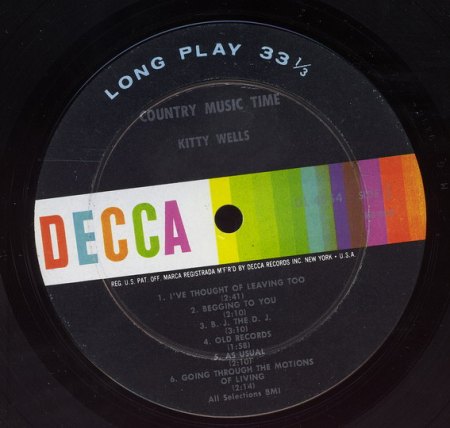 LONG PLAY 33 1/3
COUNTRY MUSIC TIME
KITTY WELLS
DECCA
REG. U.S. PAT. OFF. MARCA REGISTRADA M'F'R'D BY DECCA RECORDS INC. NEW YORK • U.S.A.
1. I'VE THOUGHT OF LEAVING TOO
(2:41)
2. BEGGING TO YOU
(2:10)
3. B. J. THE D. J.
(3:10)
4. OLD RECORDS
(1:58)
5. AS USUAL
(2:10)
6. GOING THROUGH THE MOTIONS
OF LIVING
(2:14)
All Selections BMI